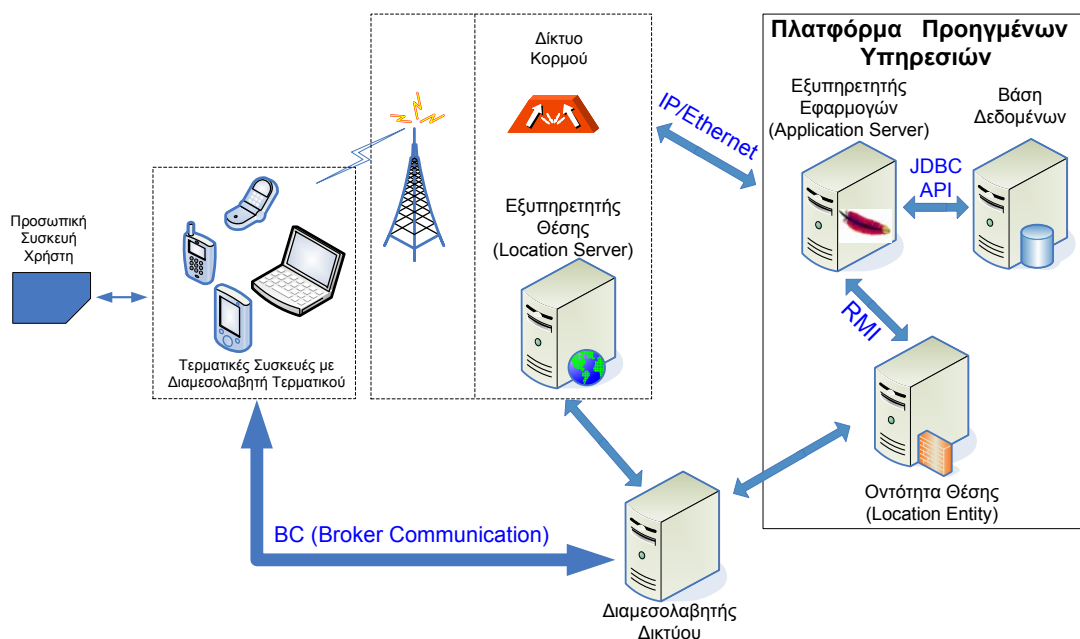 Πλατφόρμα Προηγμένων
Υπηρεσιών
Δίκτυο
Κορμού
IP/Ethernet
Εξυπηρετητής
Εφαρμογών
(Application Server)
Βάση
Δεδομένων
JDBC
API
Προσωπική
Συσκευή
Χρήστη
Εξυπηρετητής
Θέσης
(Location Server)
RMI
Τερματικές Συσκευές με
Διαμεσολαβητή Τερματικού
Οντότητα Θέσης
(Location Entity)
BC (Broker Communication)
Διαμεσολαβητής
Δικτύου